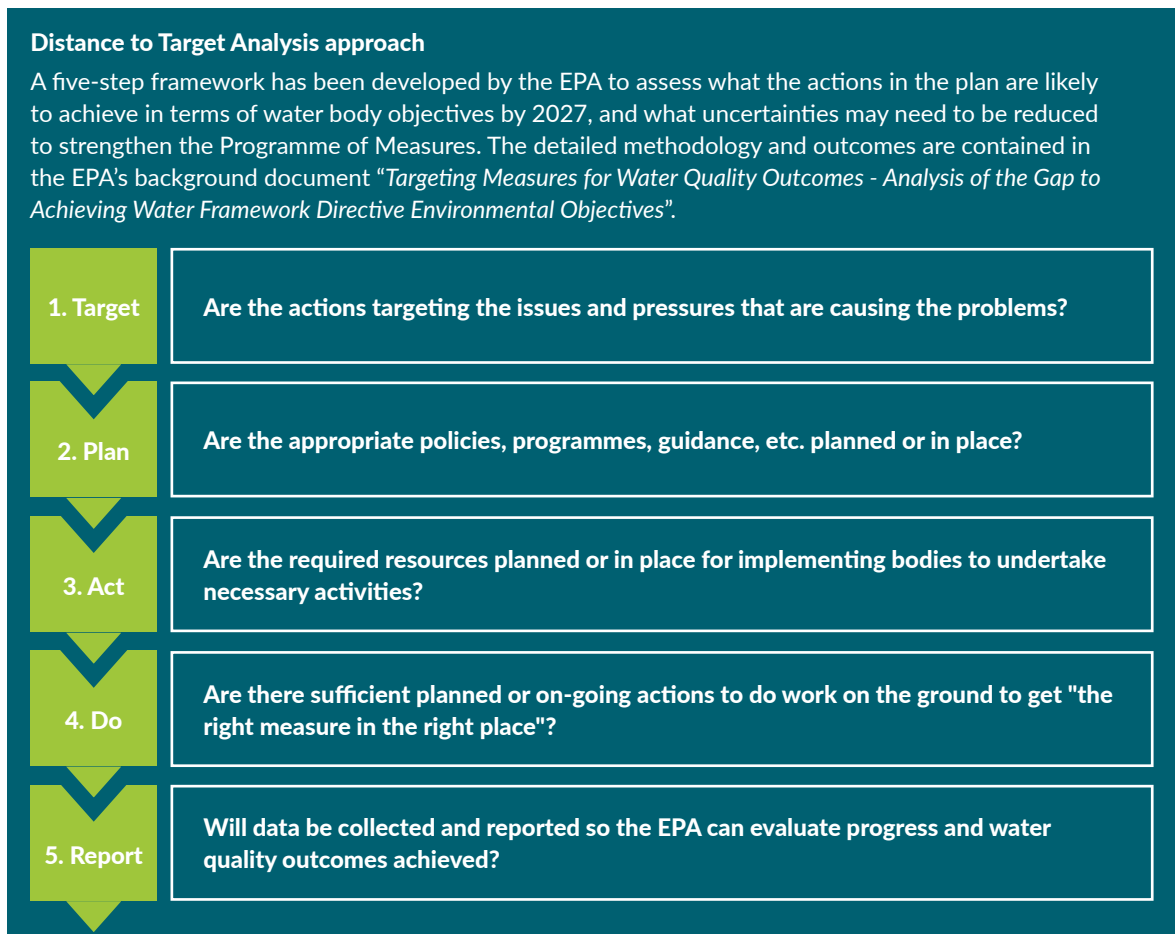 Distance to Target Analysis approach
A five-step framework has been developed by the EPA to assess what the actions in the plan are likely
to achieve in terms of water body objectives by 2027, and what uncertainties may need to be reduced
to strengthen the Programme of Measures. The detailed methodology and outcomes are contained in
the EPA’s background document “Targeting Measures for Water Quality Outcomes - Analysis of the Gap to
Achieving Water Framework Directive Environmental Objectives”.
1. Target
Are the actions targeting the issues and pressures that are causing the problems?
2. Plan
Are the appropriate policies, programmes, guidance, etc. planned or in place?
3. Act
Are the required resources planned or in place for implementing bodies to undertake
necessary activities?
4. Do
Are there sufficient planned or on-going actions to do work on the ground to get "the
right measure in the right place"?
5. Report
Will data be collected and reported so the EPA can evaluate progress and water
quality outcomes achieved?